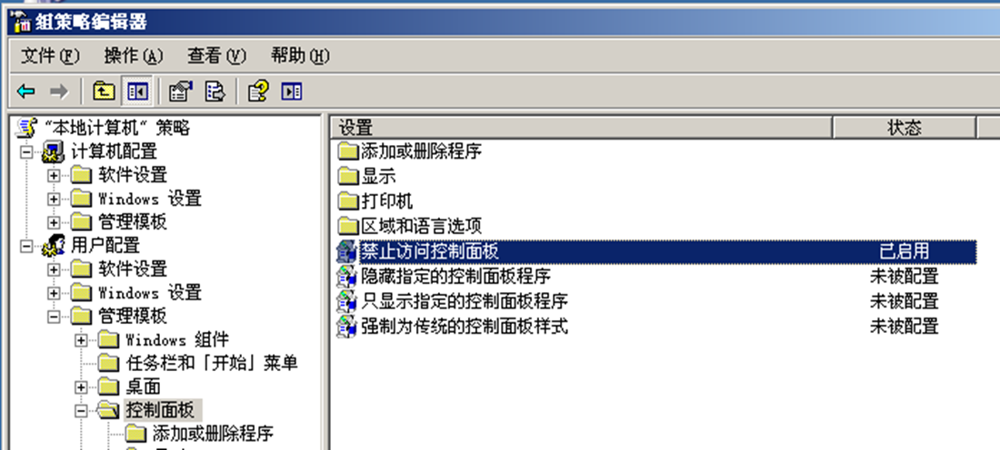 组策略编辑器
文件(F) 操作(A) 查看(V) 帮助(H)
“本地计算机”策略
计算机配置
软件设置
Windows 设置
管理模板
用户配置
软件设置
Windows 设置
管理模板
Windows 组件
任务栏和「开始」菜单
桌面
控制面板
添加或删除程序
设置 状态
添加或删除程序
显示
打印机
区域和语言选项
禁止访问控制面板 已启用
隐藏指定的控制面板程序 未被配置
只显示指定的控制面板程序 未被配置
强制为传统的控制面板样式 未被配置